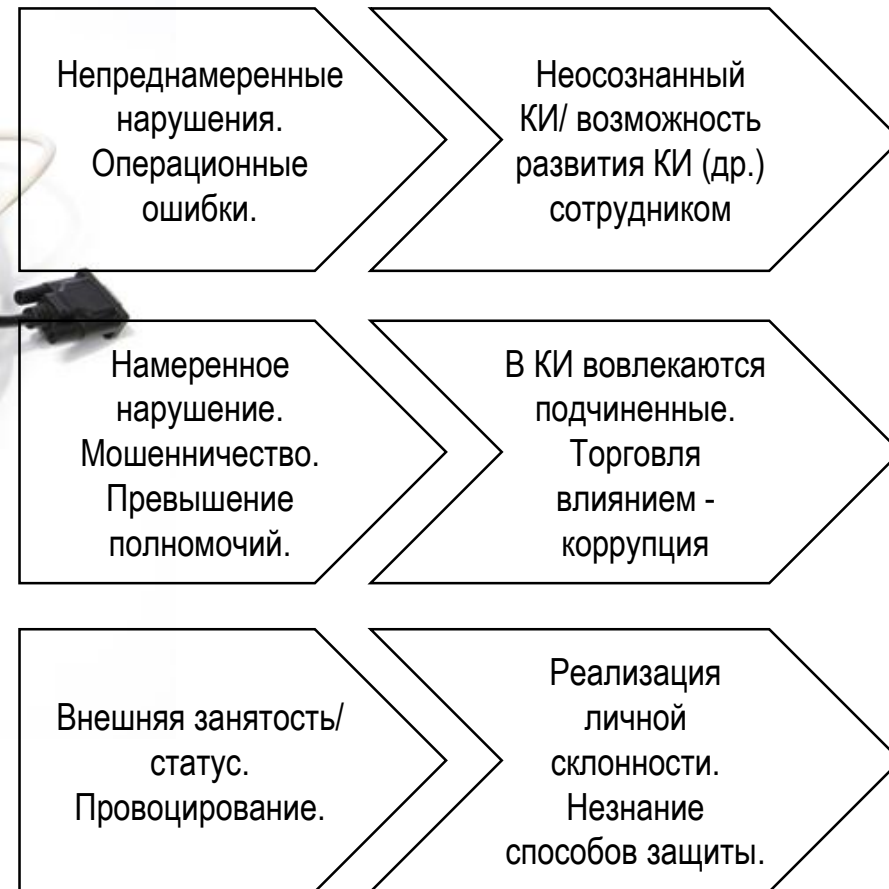 Непреднамеренные
нарушения.
Операционные
ошибки.
Неосознанный
КИ/ возможность
развития КИ (др.)
сотрудником
Намеренное
нарушение.
Мошенничество.
Превышение
полномочий.
В КИ вовлекаются
подчиненные.
Торговля
влиянием -
коррупция
Внешняя занятость/
статус.
Провоцирование.
Реализация
личной
склонности.
Незнание
способов защиты.